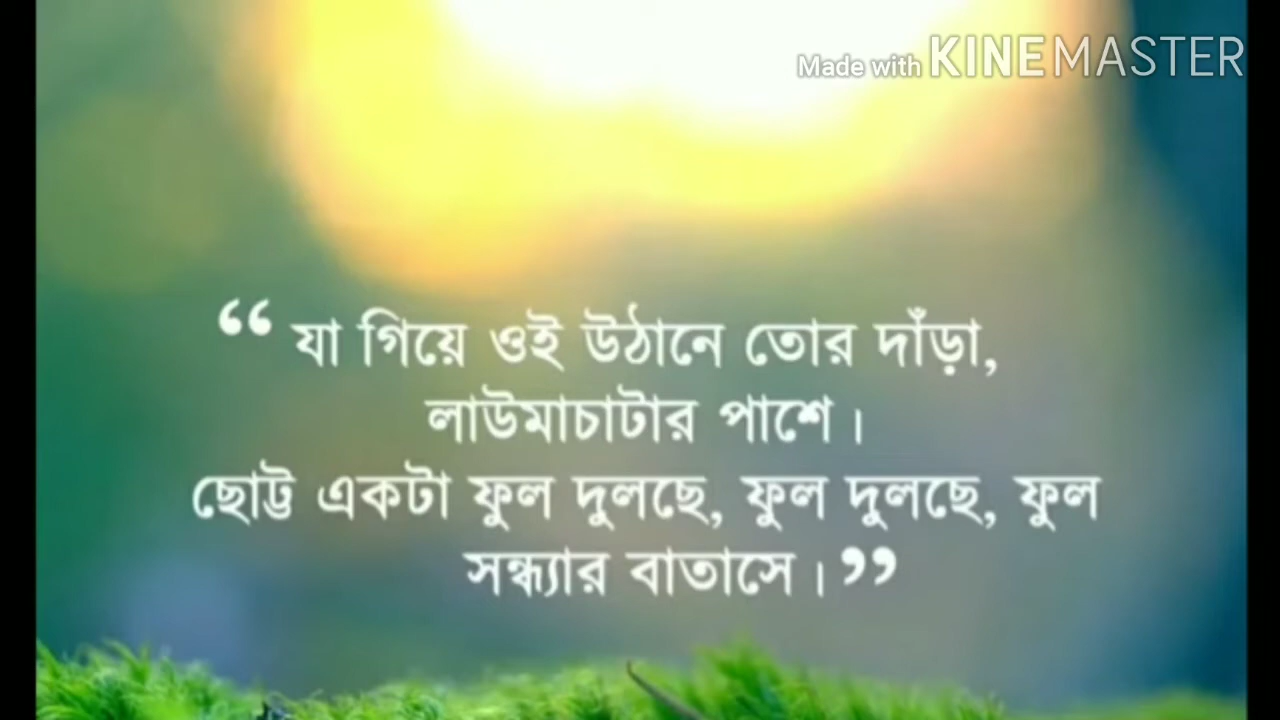 Made with KINEMASTER
“ যা গিয়ে ওই উঠানে তোর দাঁড়া,
লাউমাচাটার পাশে।
ছোট্ট একটা ফুল দুলছে, ফুল দুলছে, ফুল
সন্ধ্যার বাতাসে। ”